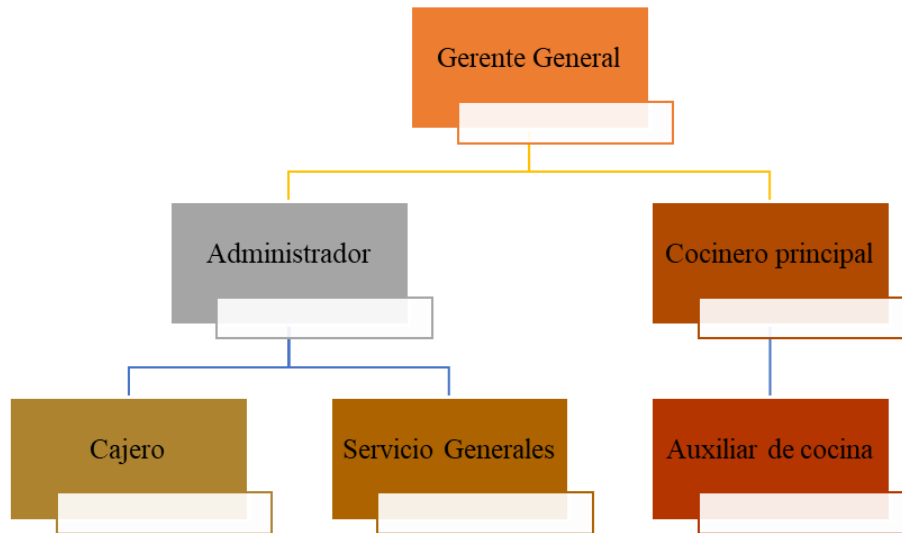 Gerente General
Administrador
Cocinero principal
Cajero
Servicio Generales
Auxiliar de cocina